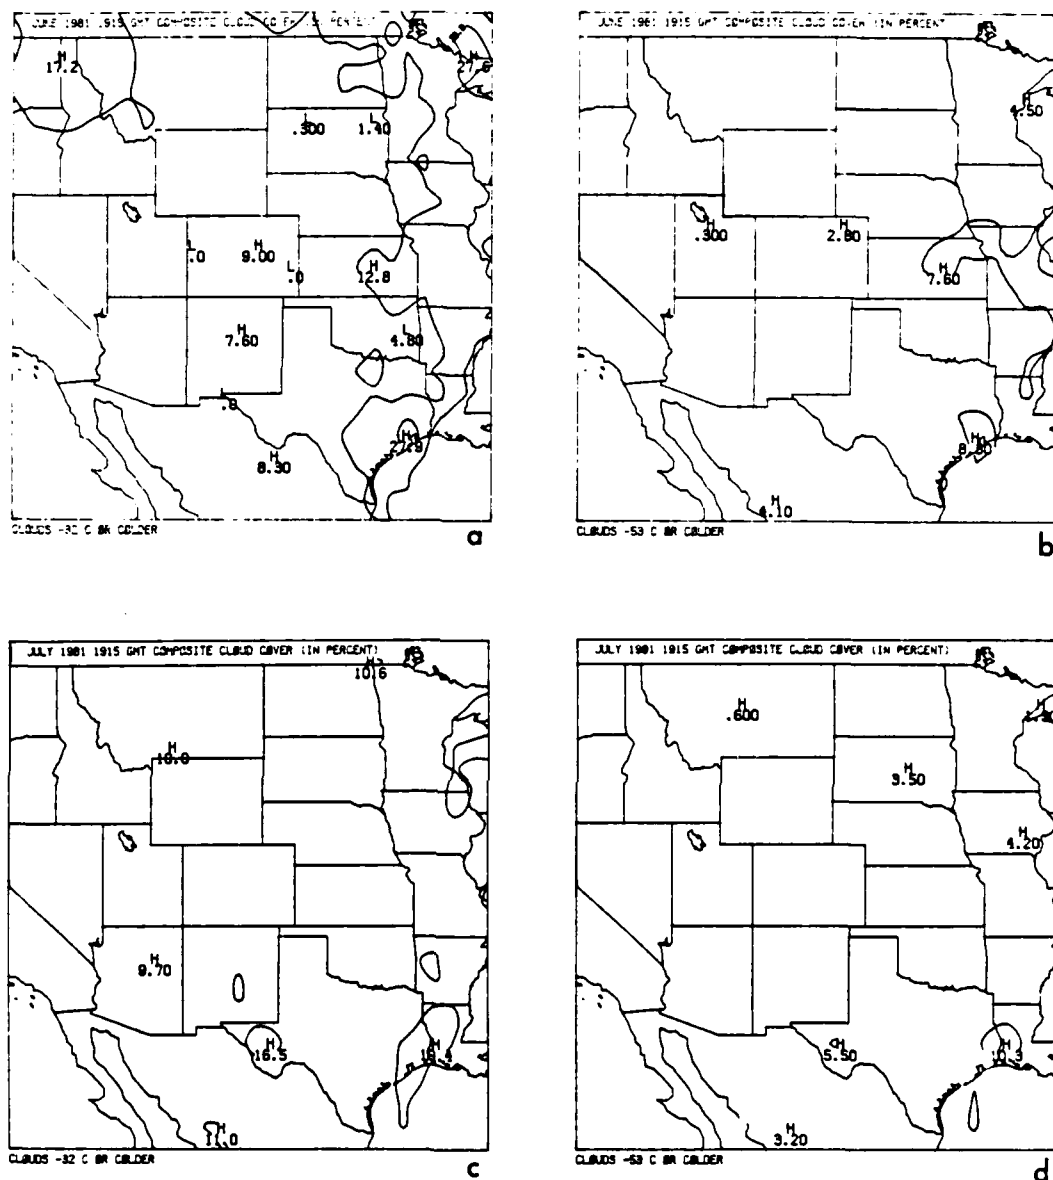 JUNE 1981 1915 GMT COMPOSITE CLOUD COVER PERCENT
H
17.2
H
27.6
L
.300
L
1.40
L
.0
H
9.00
L
.0
H
12.8
H
7.60
L
4.80
.0
H
8.30
H
27.9
CLOUDS -32 C OR COLDER
a
JUNE 1981 1915 GMT COMPOSITE CLOUD COVER (IN PERCENT)
H
4.50
H
.300
H
2.80
H
7.60
H
H
4.10
CLOUDS -53 C OR COLDER
b
JULY 1981 1915 GMT COMPOSITE CLOUD COVER (IN PERCENT)
H
10.6
H
H
9.70
H
16.5
H
H
11.0
CLOUDS -32 C OR COLDER
c
JULY 1981 1915 GMT COMPOSITE CLOUD COVER (IN PERCENT)
H
.600
H
H
3.50
H
4.20
H
5.50
H
10.3
H
3.20
CLOUDS -53 C OR COLDER
d